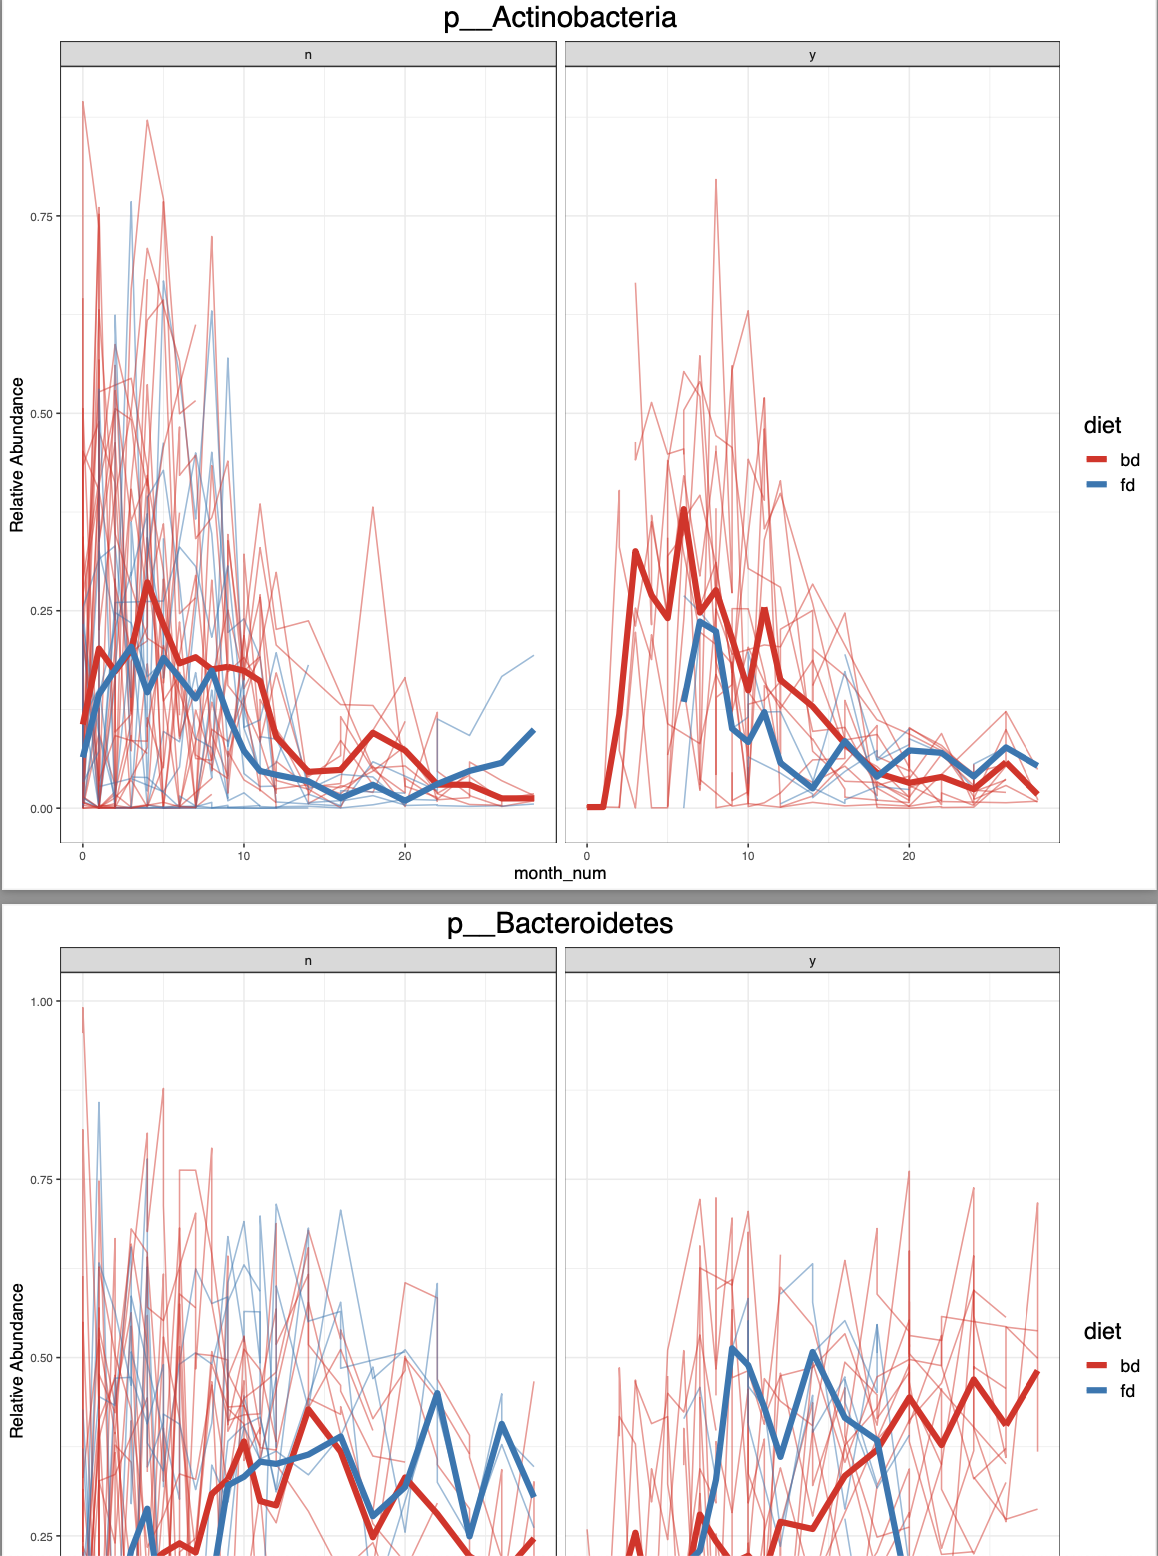 p__Actinobacteria
n
y
0.75
0.50
0.25
0.00
Relative Abundance
0
10
20
0
10
20
month_num
diet
bd
fd
p__Bacteroidetes
n
y
1.00
0.75
0.50
0.25
Relative Abundance
diet
bd
fd